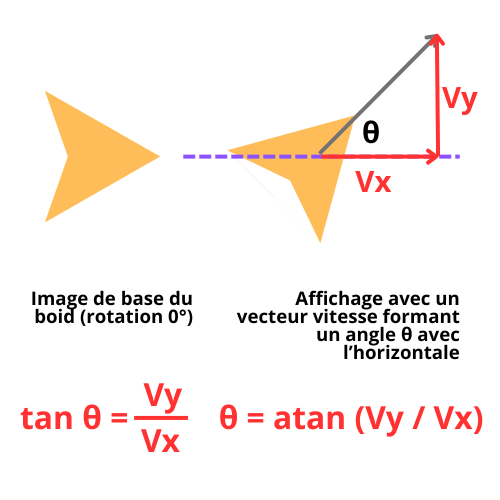 Vy
θ
Vx
Image de base du
boid (rotation 0°)
Affichage avec un
vecteur vitesse formant
un angle θ avec
l’horizontale
tan θ = Vy
Vx
θ = atan (Vy / Vx)